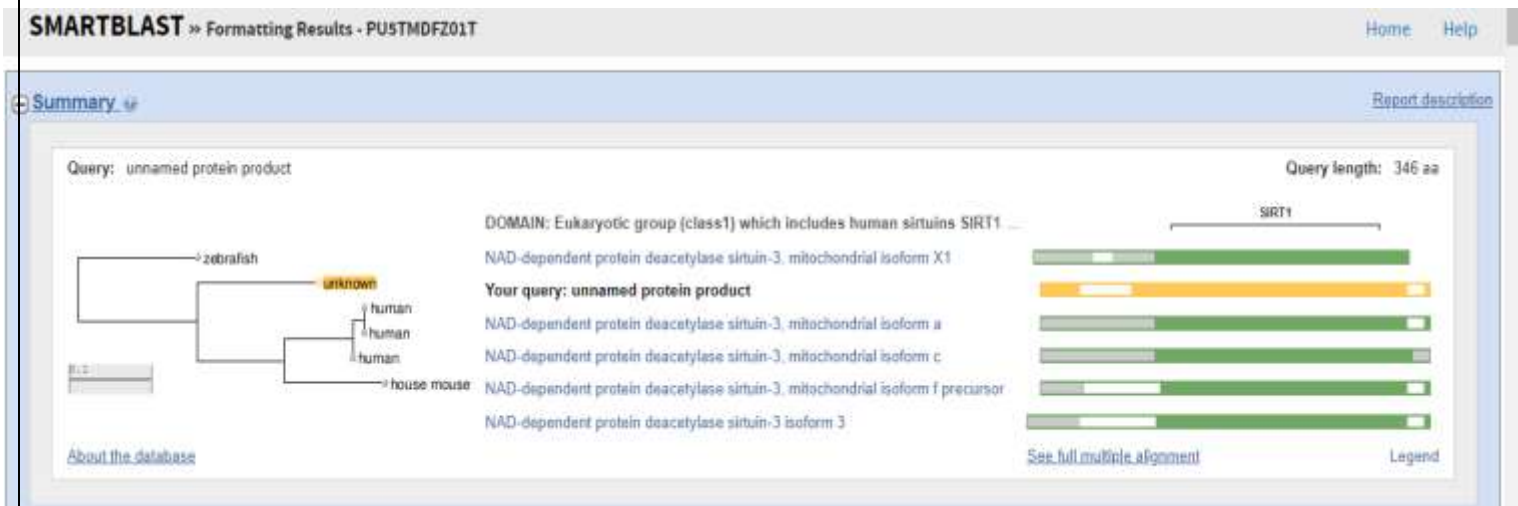 SMARTBLAST » Formatting Results - PU5TMDFZ01T
Home Help
Summary
Report description
Query: unnamed protein product
Query length: 346 aa
DOMAIN: Eukaryotic group (class1) which includes human sirtuins SIRT1 ...
SIRT1
zebrafish
NAD-dependent protein deacetylase sirtuin-3, mitochondrial isoform X1
unknown
Your query: unnamed protein product
human
NAD-dependent protein deacetylase sirtuin-3, mitochondrial isoform a
human
NAD-dependent protein deacetylase sirtuin-3, mitochondrial isoform c
human
NAD-dependent protein deacetylase sirtuin-3, mitochondrial isoform f precursor
house mouse
NAD-dependent protein deacetylase sirtuin-3 isoform 3
About the database
See full multiple alignment
Legend